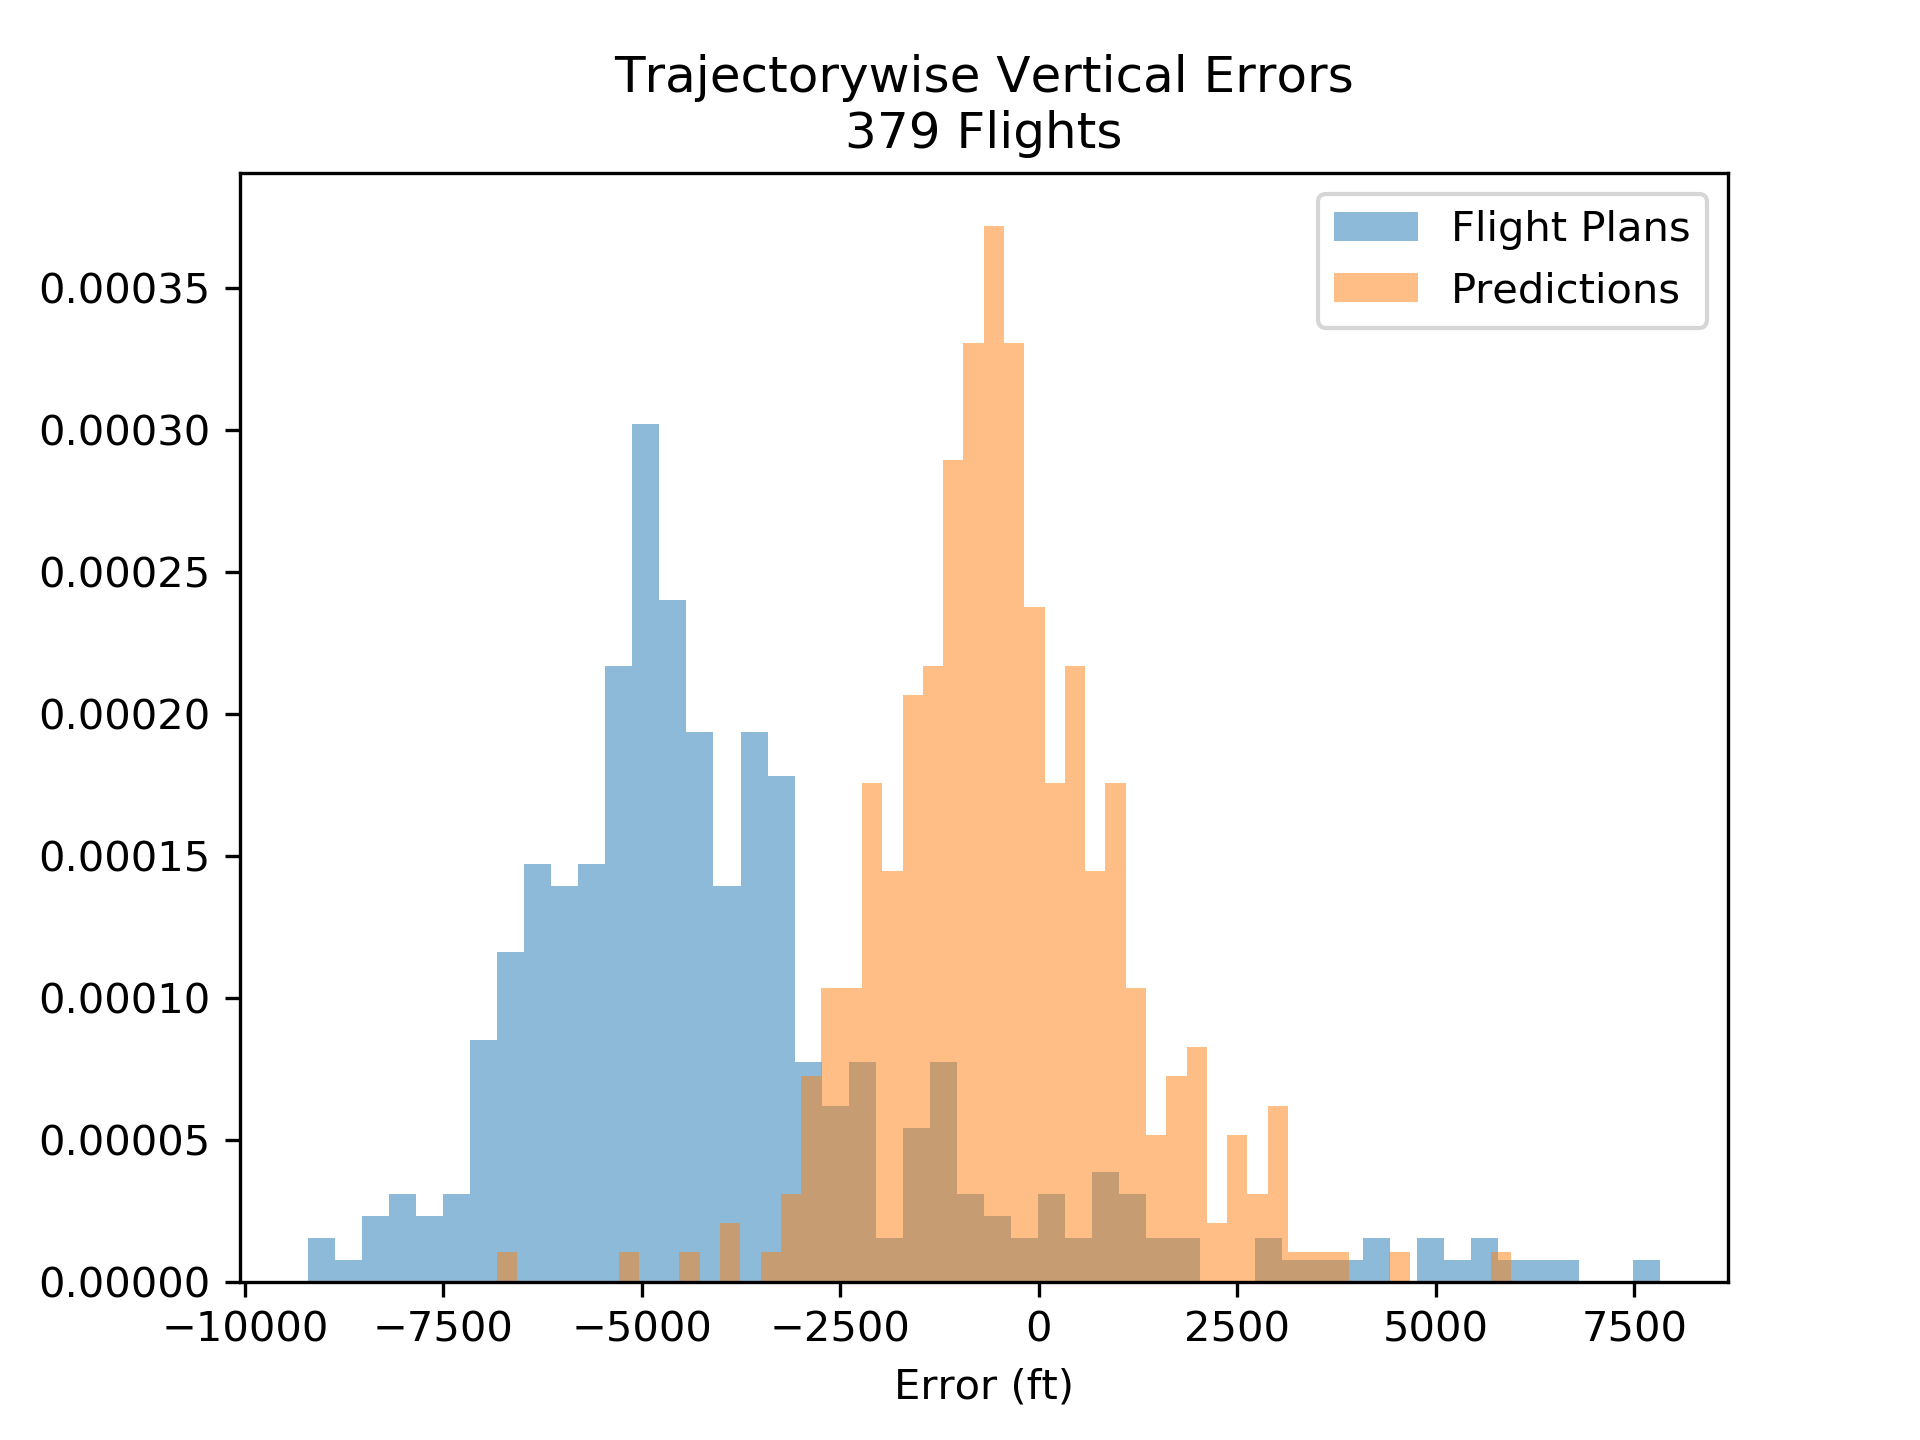 Trajectorywise Vertical Errors
379 Flights
Flight Plans
Predictions
0.00035
0.00030
0.00025
0.00020
0.00015
0.00010
0.00005
0.00000
−10000 −7500 −5000 −2500 0 2500 5000 7500
Error (ft)